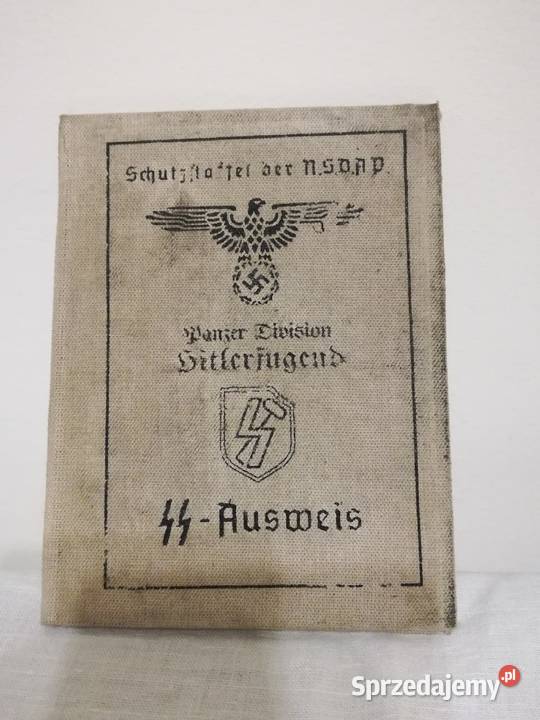 Schutzstaffel der N.S.D.A.P.
Panzer Division
Hitlerjugend
SS-Ausweis
Sprzedajemy.pl